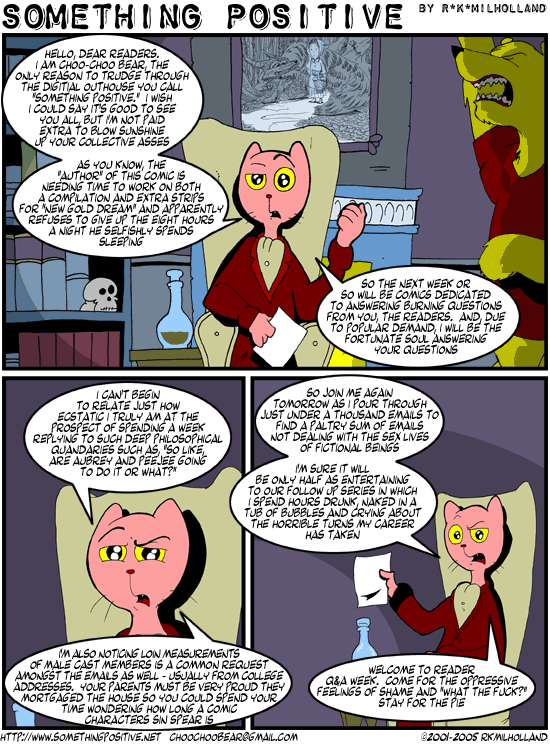 SOMETHING POSITIVE BY R*K*MILHOLLAND
HELLO, DEAR READERS.
I AM CHOO-CHOO BEAR, THE
ONLY REASON TO TRUDGE THROUGH
THE DIGITIAL OUTHOUSE YOU CALL
"SOMETHING POSITIVE." I WISH
I COULD SAY IT'S GOOD TO SEE
YOU ALL, BUT I'M NOT PAID
EXTRA TO BLOW SUNSHINE
UP YOUR COLLECTIVE ASSES
AS YOU KNOW, THE
"AUTHOR" OF THIS COMIC IS
NEEDING TIME TO WORK ON BOTH
A COMPILATION AND EXTRA STRIPS
FOR "NEW GOLD DREAM" AND APPARENTLY
REFUSES TO GIVE UP THE EIGHT HOURS
A NIGHT HE SELFISHLY SPENDS
SLEEPING
SO THE NEXT WEEK OR
SO WILL BE COMICS DEDICATED
TO ANSWERING BURNING QUESTIONS
FROM YOU, THE READERS. AND, DUE
TO POPULAR DEMAND, I WILL BE THE
FORTUNATE SOUL ANSWERING
YOUR QUESTIONS
I CAN'T BEGIN
TO RELATE JUST HOW
ECSTATIC I TRULY AM AT THE
PROSPECT OF SPENDING A WEEK
REPLYING TO SUCH DEEP PHILOSOPHICAL
QUANDARIES SUCH AS, "SO LIKE,
ARE AUBREY AND PEEJEE GOING
TO DO IT OR WHAT?"
I'M ALSO NOTICING LOIN MEASUREMENTS
OF MALE CAST MEMBERS IS A COMMON REQUEST
AMONGST THE EMAILS AS WELL - USUALLY FROM COLLEGE
ADDRESSES. YOUR PARENTS MUST BE VERY PROUD THEY
MORTGAGED THE HOUSE SO YOU COULD SPEND YOUR
TIME WONDERING HOW LONG A COMIC
CHARACTERS SIN SPEAR IS
SO JOIN ME AGAIN
TOMORROW AS I POUR THROUGH
JUST UNDER A THOUSAND EMAILS TO
FIND A PALTRY SUM OF EMAILS
NOT DEALING WITH THE SEX LIVES
OF FICTIONAL BEINGS
I'M SURE IT WILL
BE ONLY HALF AS ENTERTAINING
TO OUR FOLLOW UP SERIES IN WHICH
I SPEND HOURS DRUNK, NAKED IN A
TUB OF BUBBLES AND CRYING ABOUT
THE HORRIBLE TURNS MY CAREER
HAS TAKEN
WELCOME TO READER
Q&A WEEK. COME FOR THE OPPRESSIVE
FEELINGS OF SHAME AND "WHAT THE FUCK?"
STAY FOR THE PIE
HTTP://WWW.SOMETHINGPOSITIVE.NET CHOOCHOOBEAR@GMAIL.COM ©2001-2005 RKMILHOLLAND